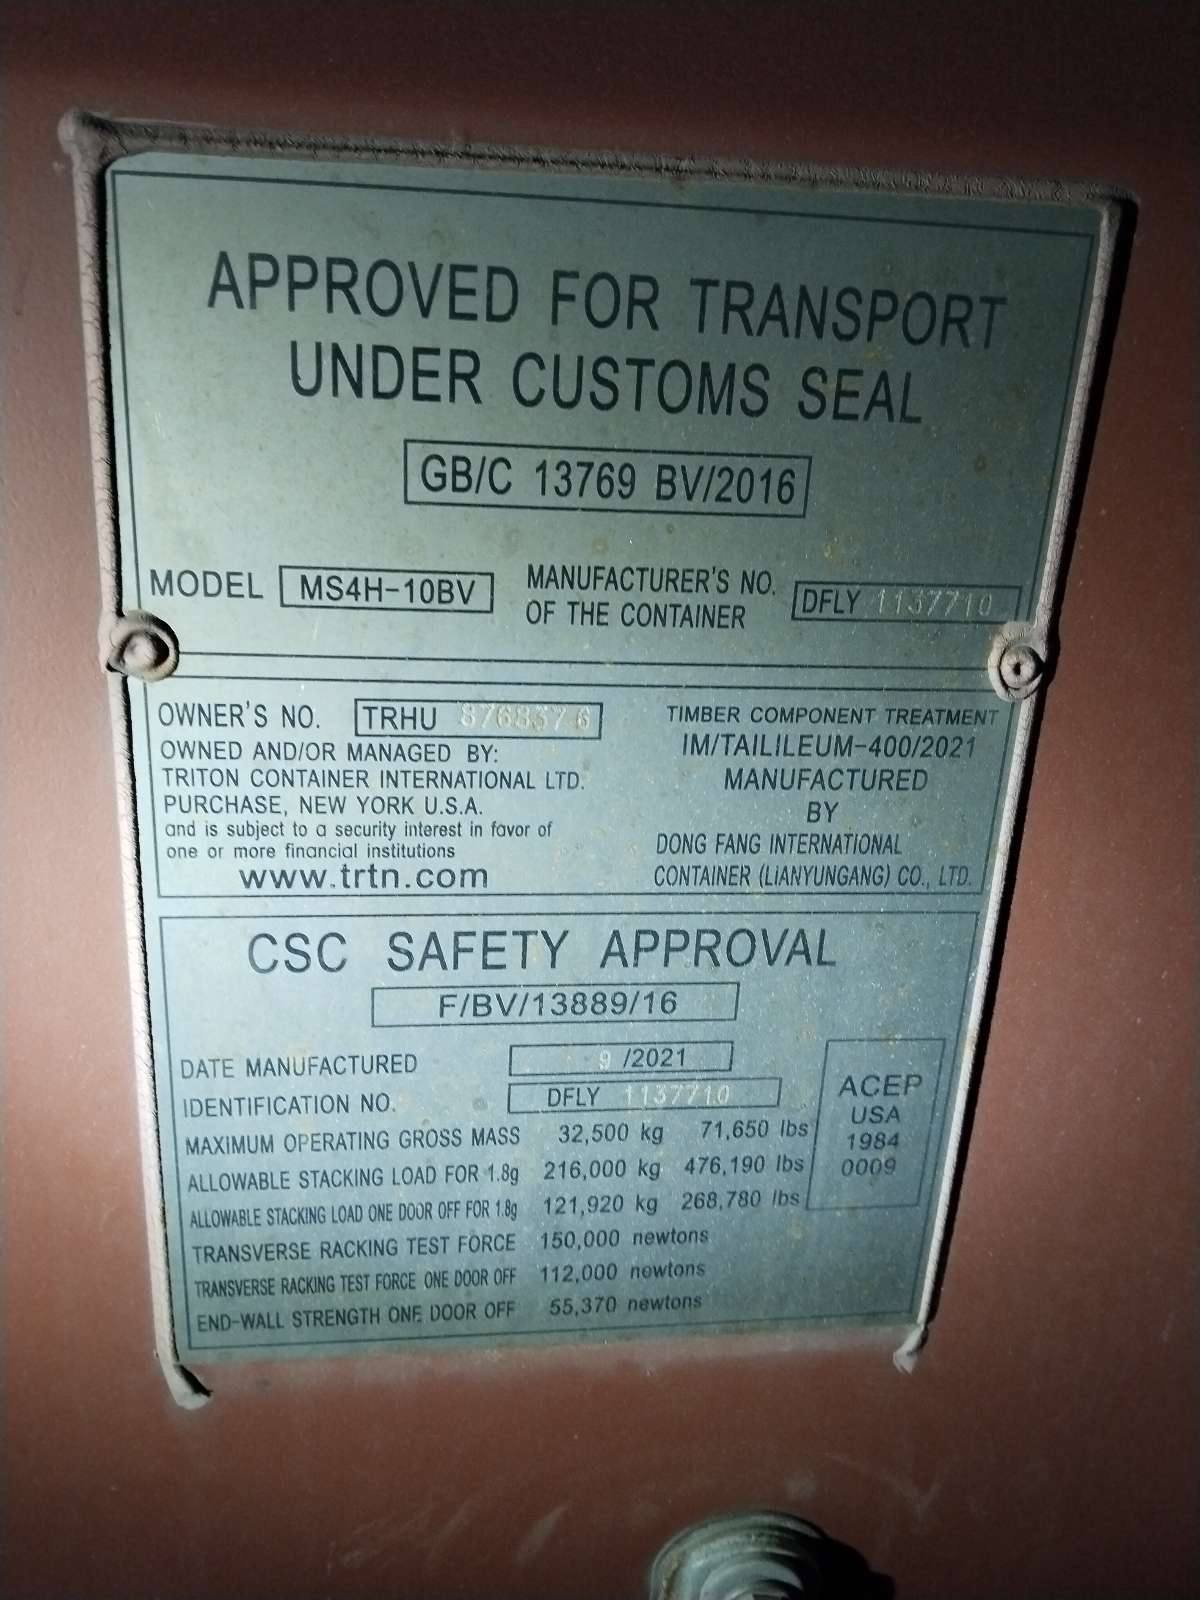 APPROVED FOR TRANSPORT
UNDER CUSTOMS SEAL
GB/C 13769 BV/2016
MODEL MS4H-10BV
MANUFACTURER'S NO.
OF THE CONTAINER
DFLY 1137710
OWNER'S NO. TRHU 876837 6
OWNED AND/OR MANAGED BY:
TRITON CONTAINER INTERNATIONAL LTD.
PURCHASE, NEW YORK U.S.A.
and is subject to a security interest in favor of
one or more financial institutions
www.trtn.com
TIMBER COMPONENT TREATMENT
IM/TAILILEUM-400/2021
MANUFACTURED
BY
DONG FANG INTERNATIONAL
CONTAINER (LiANYUNGANG) CO., LTD.
CSC SAFETY APPROVAL
F/BV/13889/16
DATE MANUFACTURED 9 /2021
IDENTIFICATION NO. DFLY 1137710
MAXIMUM OPERATING GROSS MASS 32,500 kg 71,650 lbs
ALLOWABLE STACKING LOAD FOR 1.8g 216,000 kg 476,190 lbs
ALLOWABLE STACKING LOAD ONE DOOR OFF FOR 1.8g 121,920 kg 268,780 lbs
TRANSVERSE RACKING TEST FORCE 150,000 newtons
TRANSVERSE RACKING TEST FORCE ONE DOOR OFF 112,000 newtons
END-WALL STRENGTH ONE DOOR OFF 55,370 newtons
ACEP
USA
1984
0009